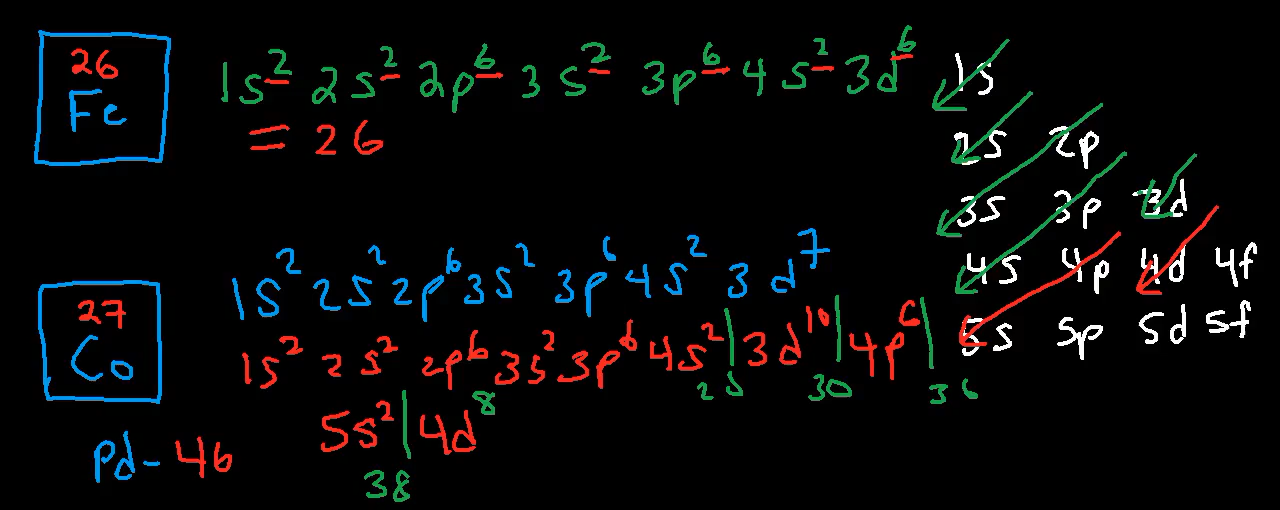 26
Fe
1s² 2s² 2p⁶ 3s² 3p⁶ 4s² 3d⁶
= 26
1s
2s 2p
3s 3p 3d
4s 4p 4d 4f
5s 5p 5d 5f
27
Co
1s² 2s² 2p⁶ 3s² 3p⁶ 4s² 3d⁷
1s² 2s² 2p⁶ 3s² 3p⁶ 4s² | 3d¹⁰ | 4p⁶ |
25 30 36
5s² | 4d⁸
38
Pd - 46